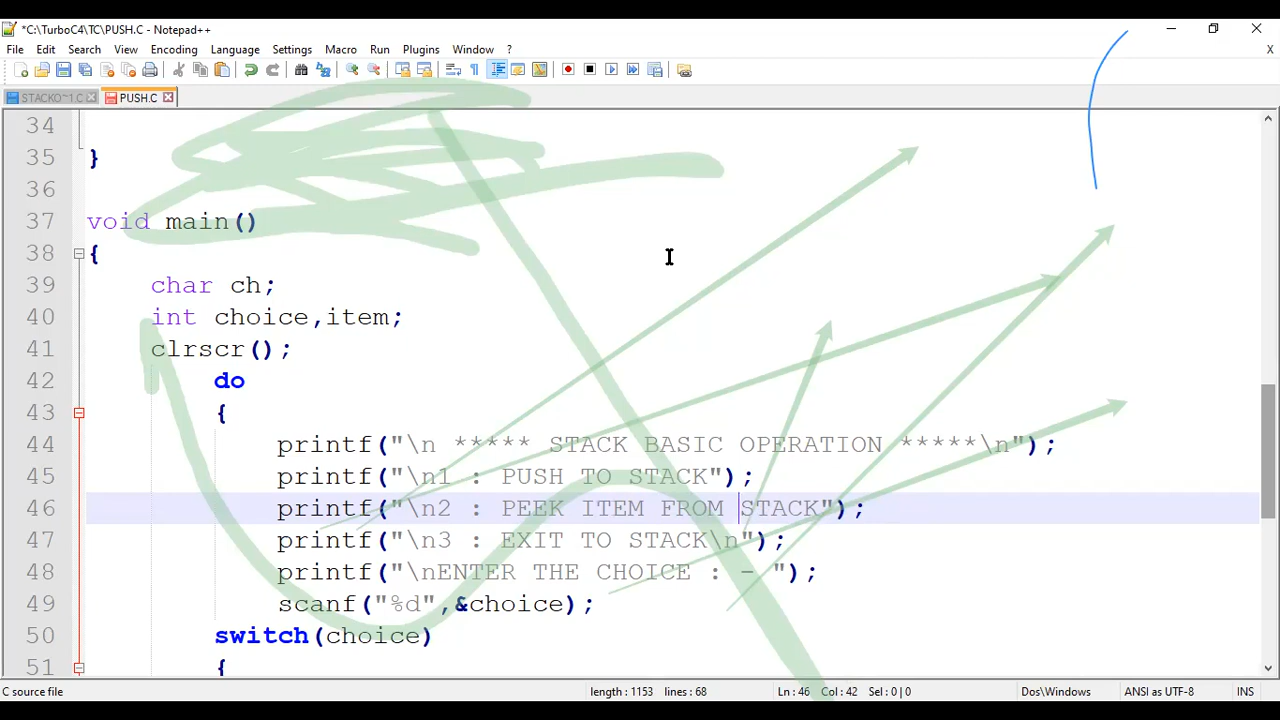 *C:\TurboC4\TC\PUSH.C - Notepad++
File Edit Search View Encoding Language Settings Macro Run Plugins Window ? X
STACKO~1.C PUSH.C
34
35 }
36
37 void main()
38 {
39 char ch;
40 int choice,item;
41 clrscr();
42 do
43 {
44 printf("\n ***** STACK BASIC OPERATION *****\n");
45 printf("\n1 : PUSH TO STACK");
46 printf("\n2 : PEEK ITEM FROM STACK");
47 printf("\n3 : EXIT TO STACK\n");
48 printf("\nENTER THE CHOICE : - ");
49 scanf("%d",&choice);
50 switch(choice)
51 {
C source file length : 1153 lines : 68 Ln : 46 Col : 42 Sel : 0 | 0 Dos\Windows ANSI as UTF-8 INS